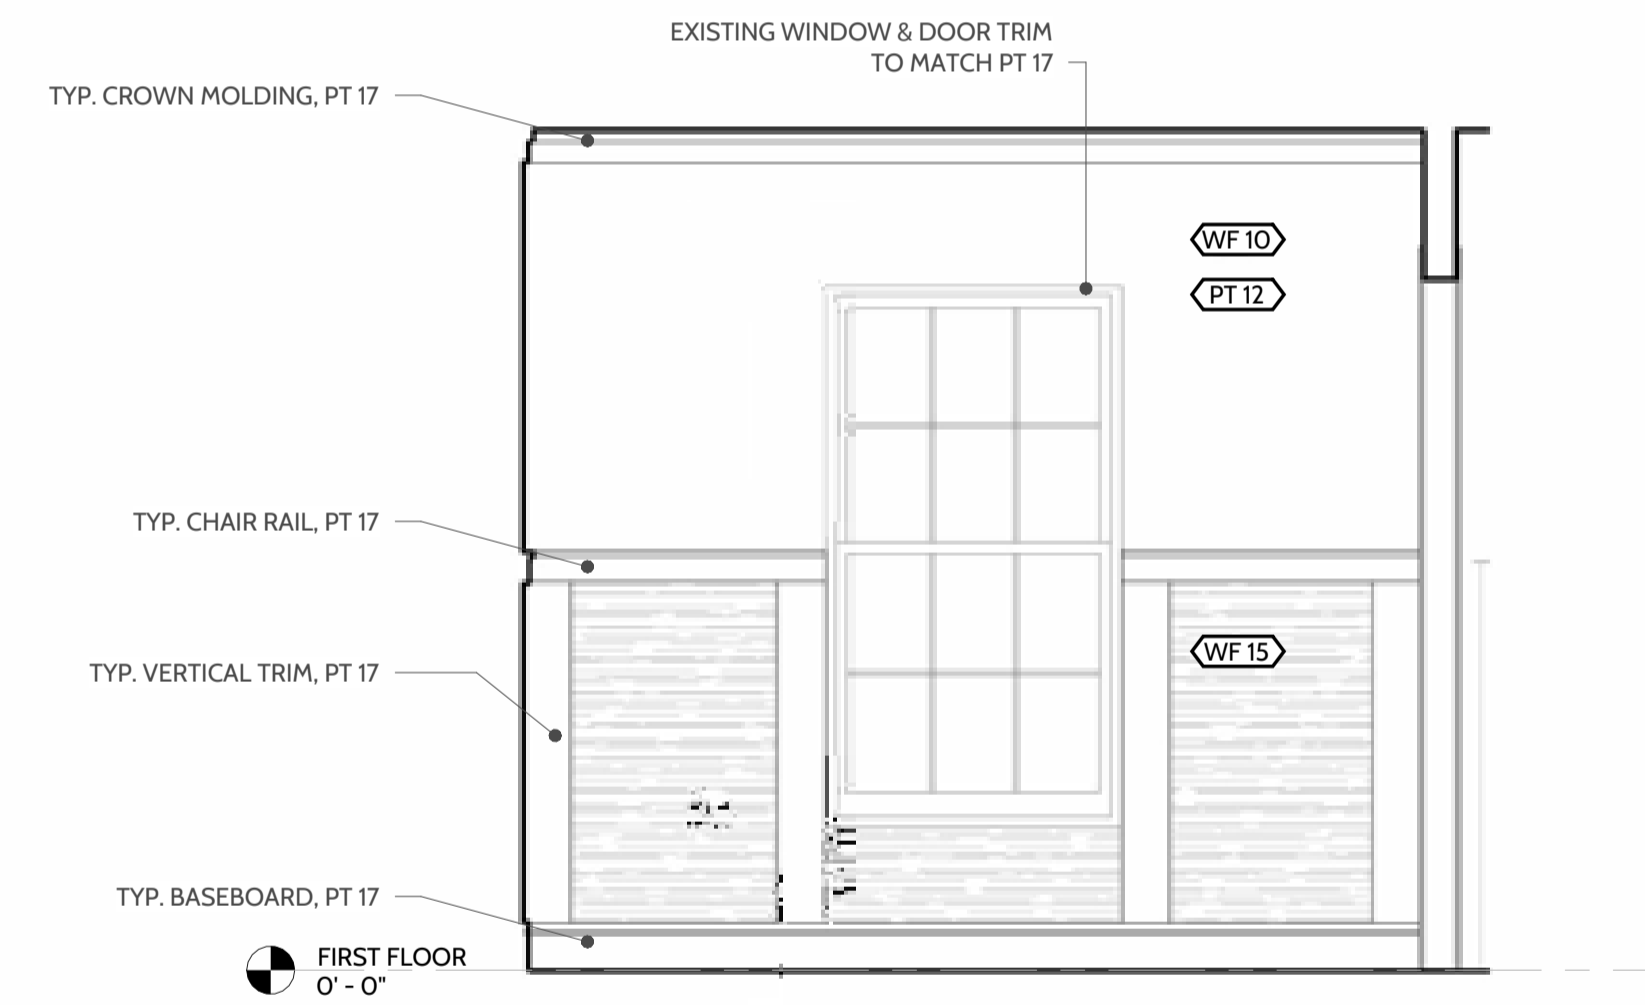 EXISTING WINDOW & DOOR TRIM
TO MATCH PT 17
TYP. CROWN MOLDING, PT 17
WF 10
PT 12
TYP. CHAIR RAIL, PT 17
WF 15
TYP. VERTICAL TRIM, PT 17
TYP. BASEBOARD, PT 17
FIRST FLOOR
0' - 0"